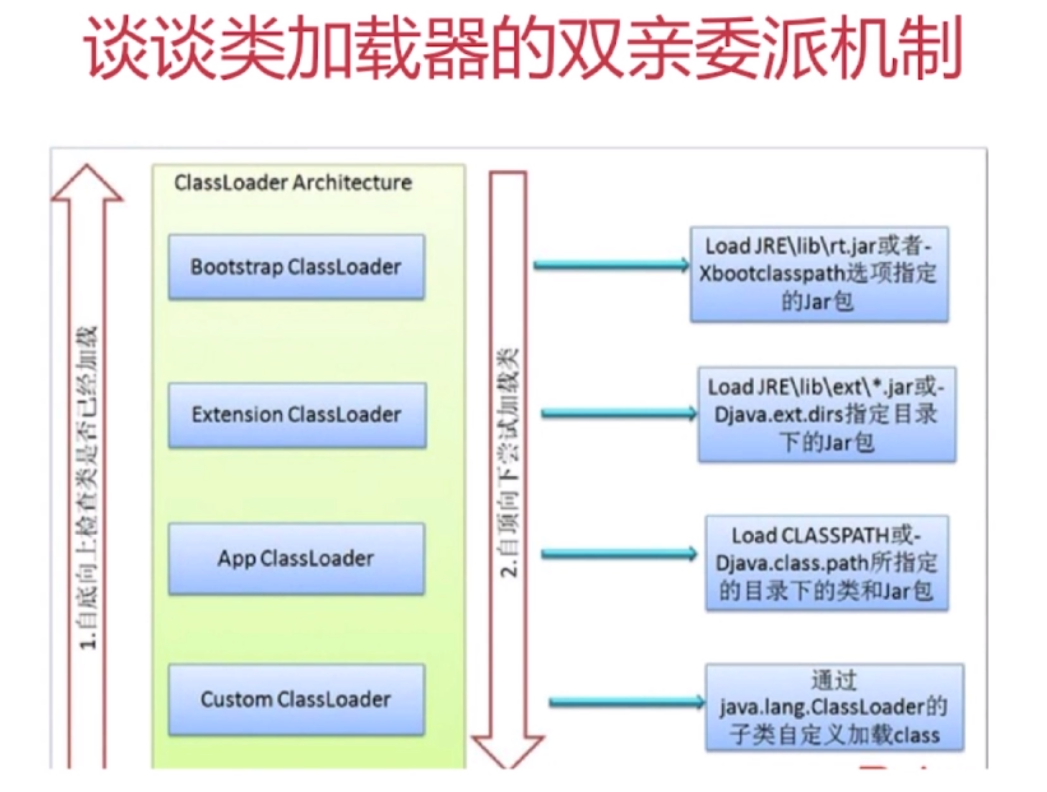 谈谈类加载器的双亲委派机制
ClassLoader Architecture
Bootstrap ClassLoader
Load JRE\lib\rt.jar或者-
Xbootclasspath选项指定
的Jar包
Extension ClassLoader
Load JRE\lib\ext\*.jar或-
Djava.ext.dirs指定目录
下的Jar包
App ClassLoader
Load CLASSPATH或-
Djava.class.path所指定
的目录下的类和Jar包
Custom ClassLoader
通过
java.lang.ClassLoader的
子类自定义加载class
1.自底向上检查类是否已经加载
2.自顶向下尝试加载类